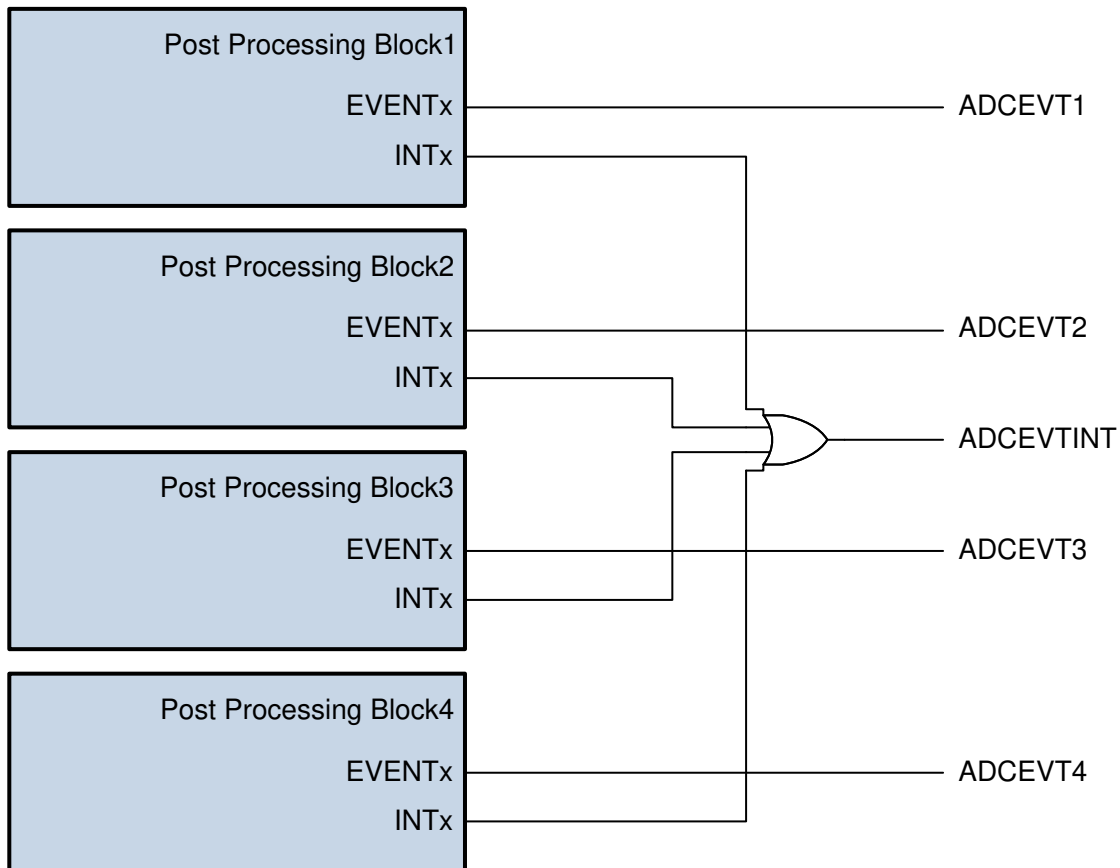 Post Processing Block1
EVENTx
ADCEVT1
INTx
Post Processing Block2
EVENTx
ADCEVT2
INTx
ADCEVTINT
Post Processing Block3
EVENTx
ADCEVT3
INTx
Post Processing Block4
EVENTx
ADCEVT4
INTx